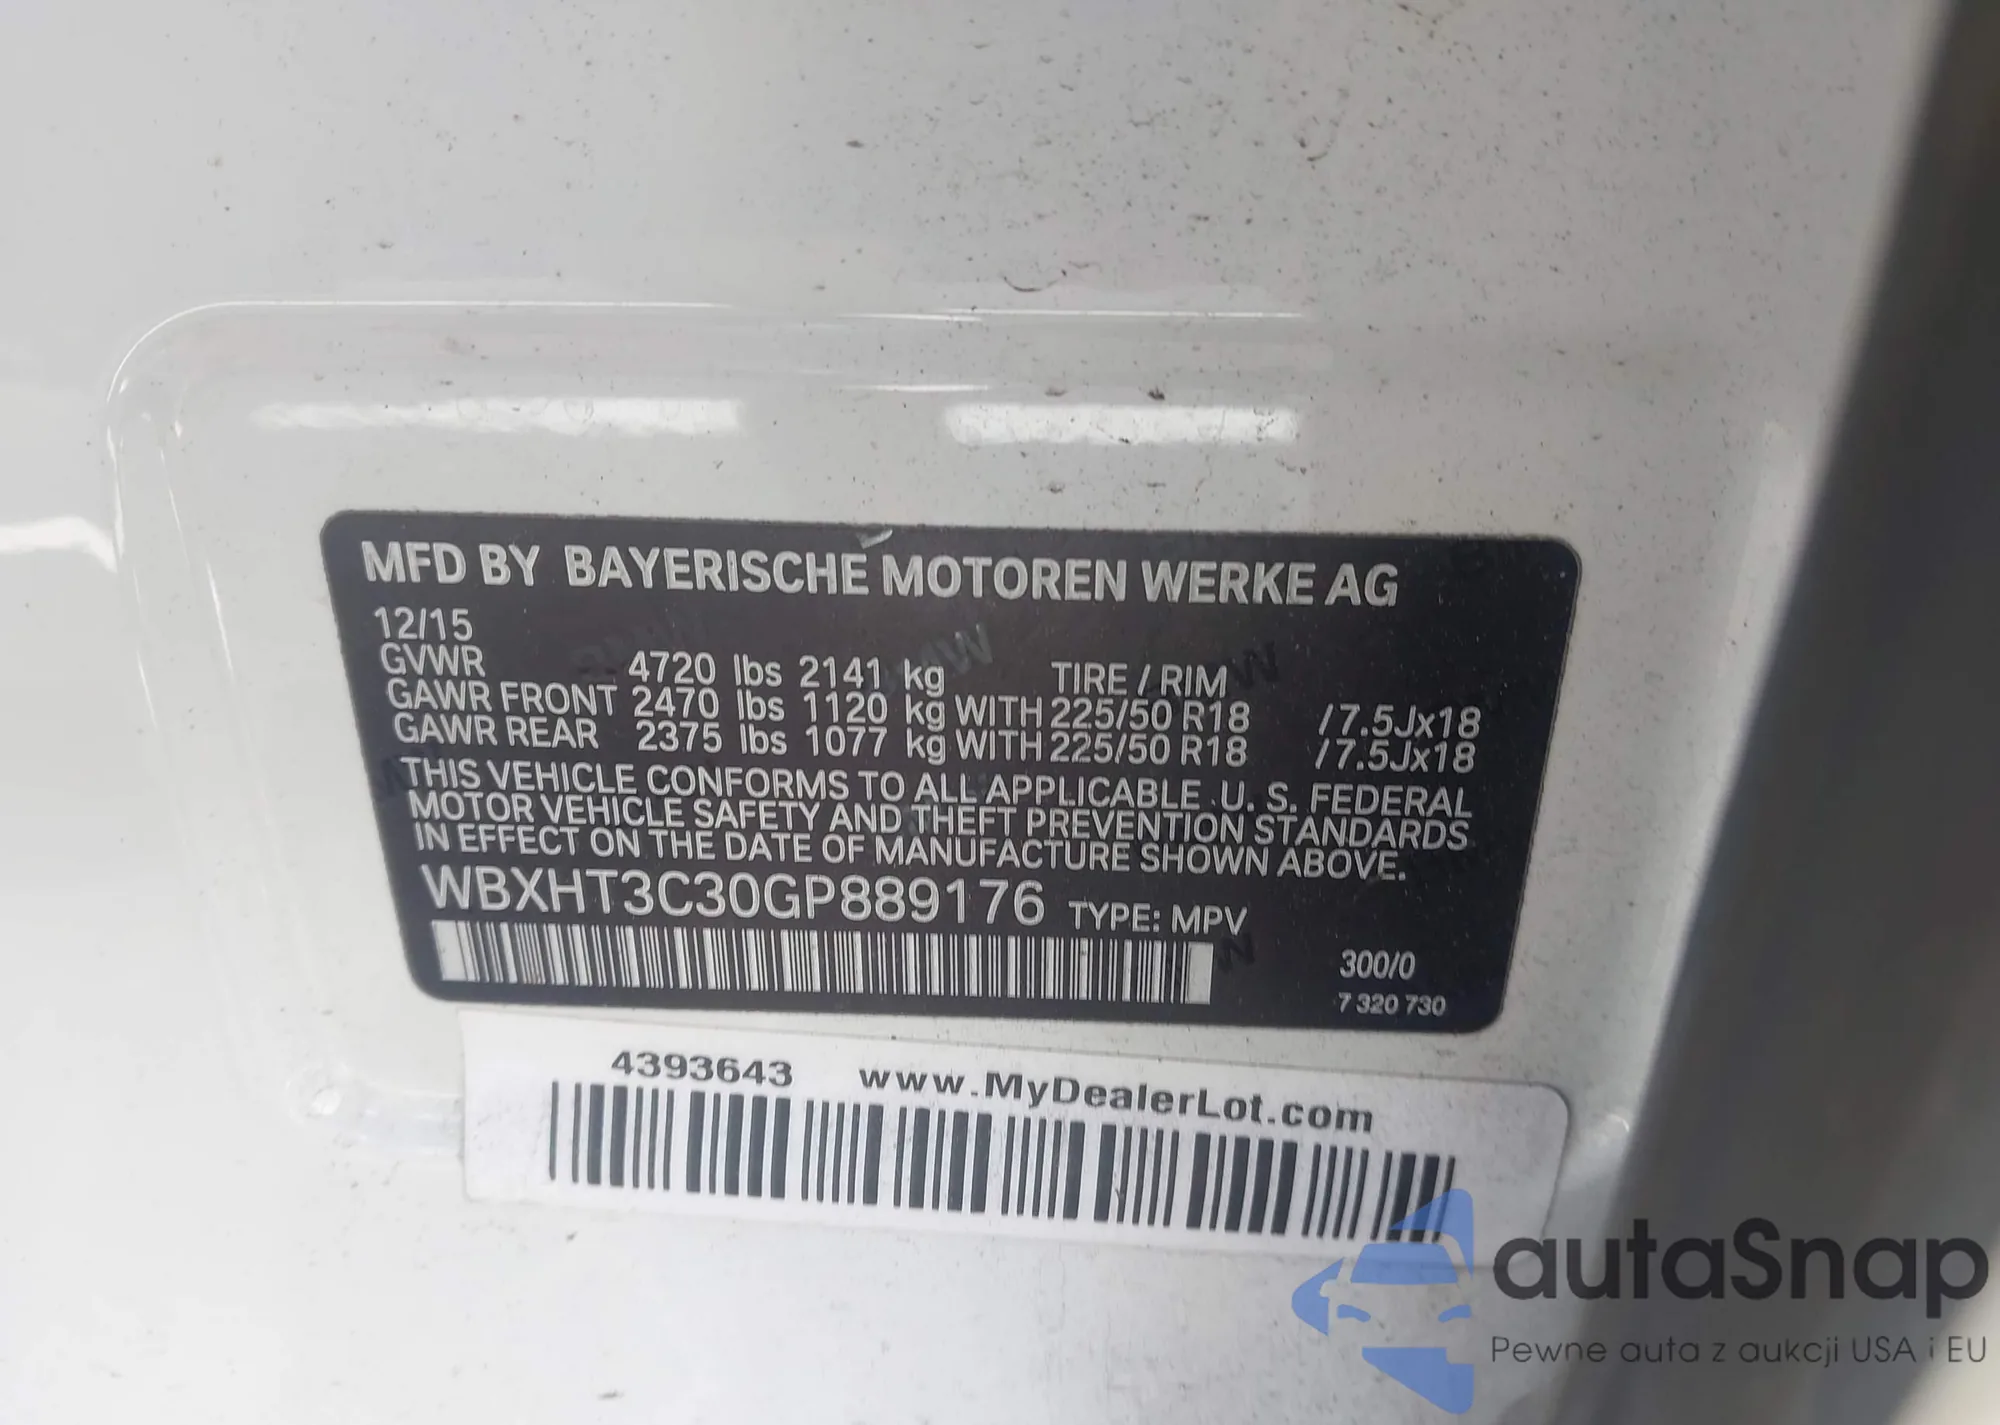 MFD BY BAYERISCHE MOTOREN WERKE AG
12/15
GVWR 4720 lbs 2141 kg TIRE / RIM
GAWR FRONT 2470 lbs 1120 kg WITH 225/50 R18 /7.5Jx18
GAWR REAR 2375 lbs 1077 kg WITH 225/50 R18 /7.5Jx18
THIS VEHICLE CONFORMS TO ALL APPLICABLE U. S. FEDERAL
MOTOR VEHICLE SAFETY AND THEFT PREVENTION STANDARDS
IN EFFECT ON THE DATE OF MANUFACTURE SHOWN ABOVE.
WBXHT3C30GP889176 TYPE: MPV
300/0
7 320 730
4393643 www.MyDealerLot.com
autaSnap
Pewne auta z aukcji USA i EU